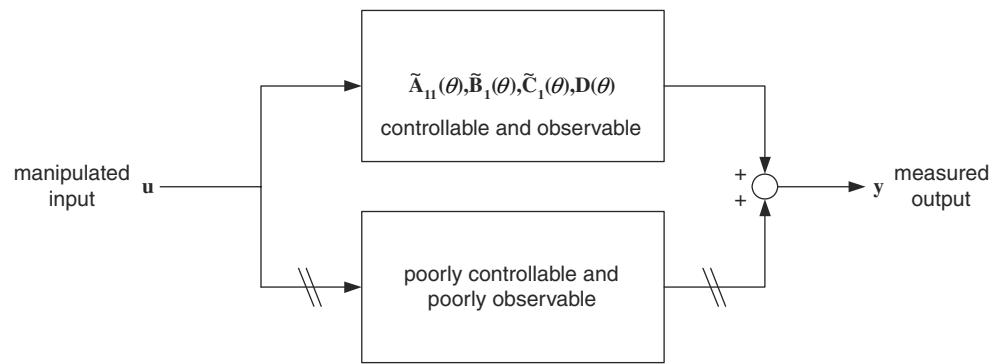 Ã₁₁(θ),B̃₁(θ),C̃₁(θ),D(θ)
controllable and observable
manipulated
input
u
+
+
y
measured
output
poorly controllable and
poorly observable